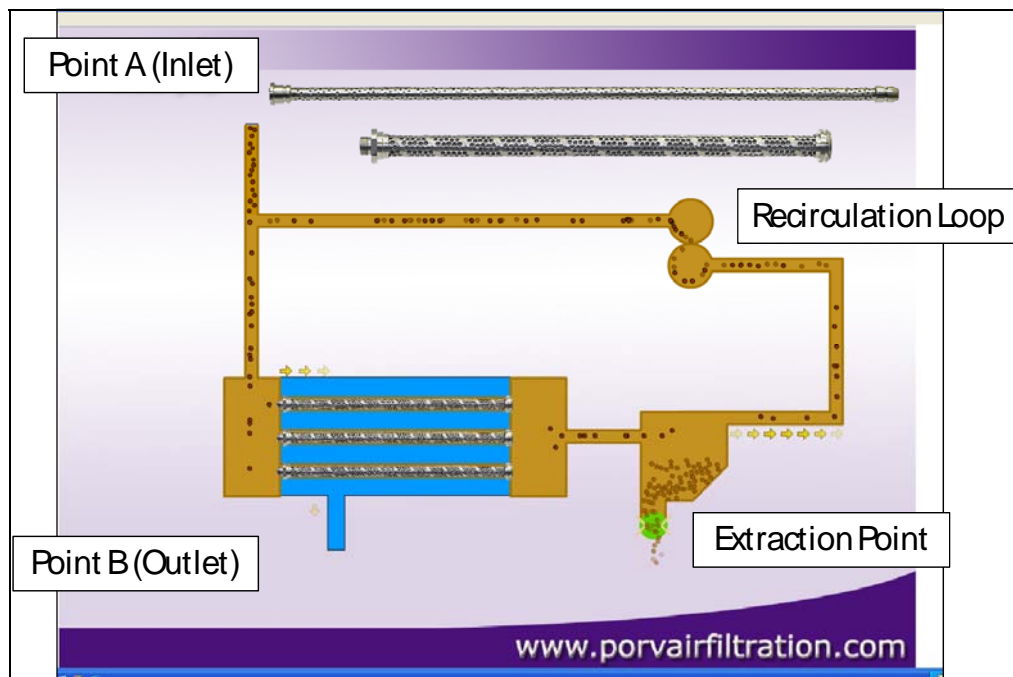 Point A (Inlet)
Recirculation Loop
Extraction Point
Point B (Outlet)
www.porvairfiltration.com